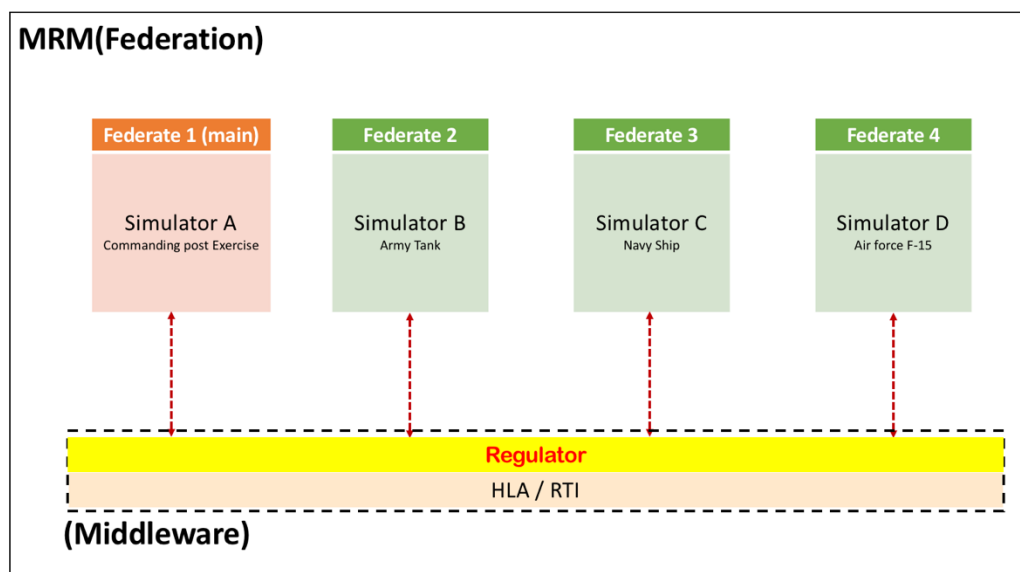 MRM(Federation)
Federate 1 (main)
Simulator A
Commanding post Exercise
Federate 2
Simulator B
Army Tank
Federate 3
Simulator C
Navy Ship
Federate 4
Simulator D
Air force F-15
Regulator
HLA / RTI
(Middleware)